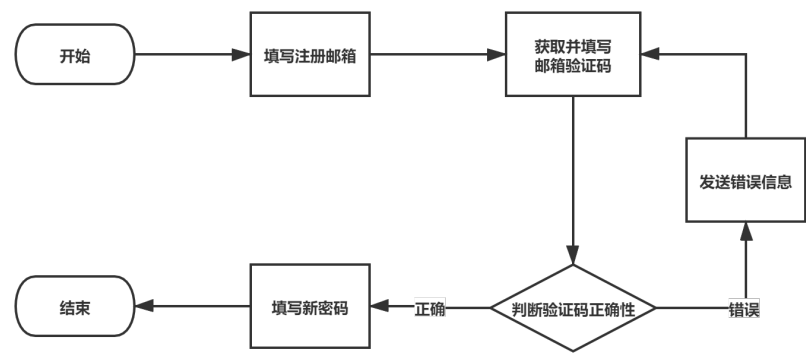 开始
填写注册邮箱
获取并填写
邮箱验证码
发送错误信息
结束
填写新密码
正确
判断验证码正确性
错误